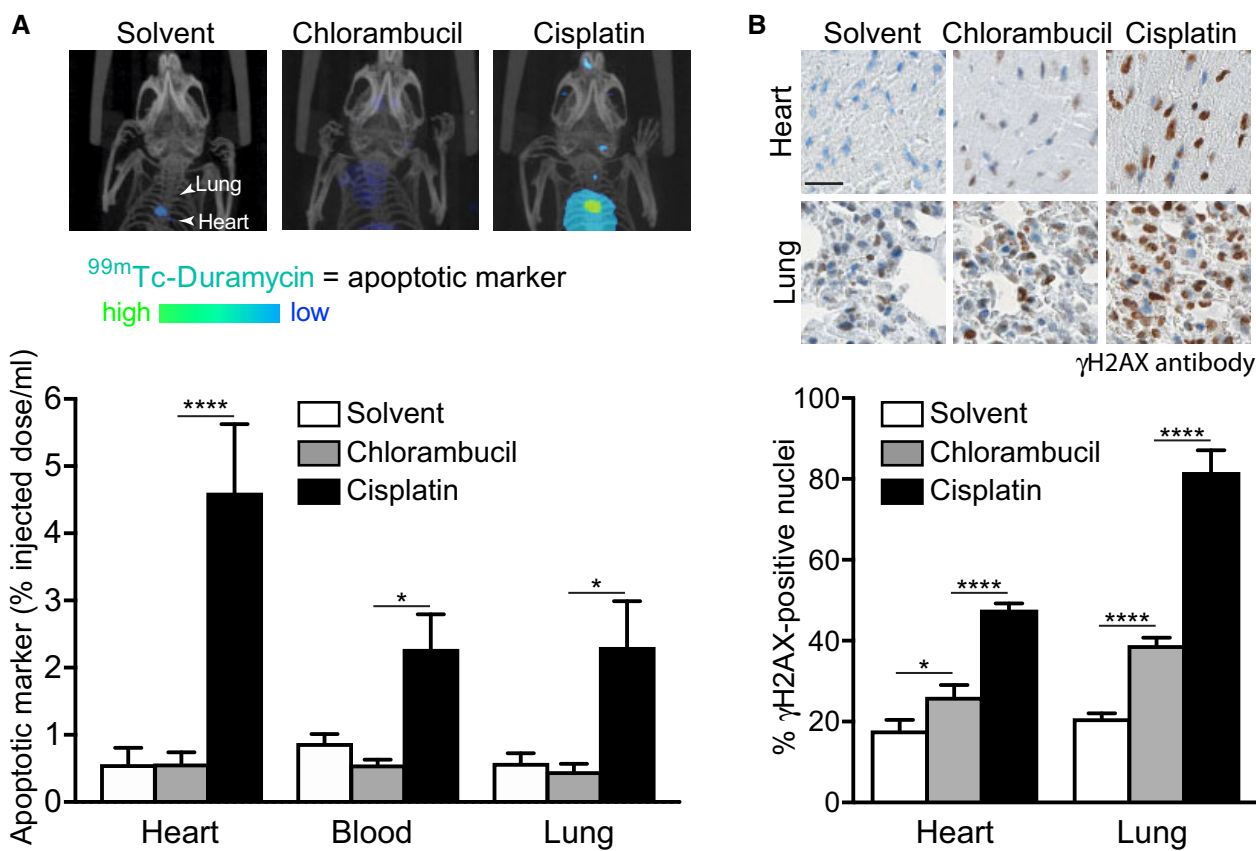 A
Solvent Chlorambucil Cisplatin
Lung
Heart
99mTc-Duramycin = apoptotic marker
high low
Apoptotic marker (% injected dose/ml)
6
5
4
3
2
1
0
****
*
*
Solvent
Chlorambucil
Cisplatin
Heart Blood Lung
B
Solvent Chlorambucil Cisplatin
Heart
Lung
γH2AX antibody
% γH2AX-positive nuclei
100
80
60
40
20
0
Solvent
Chlorambucil
Cisplatin
*
****
****
****
Heart Lung